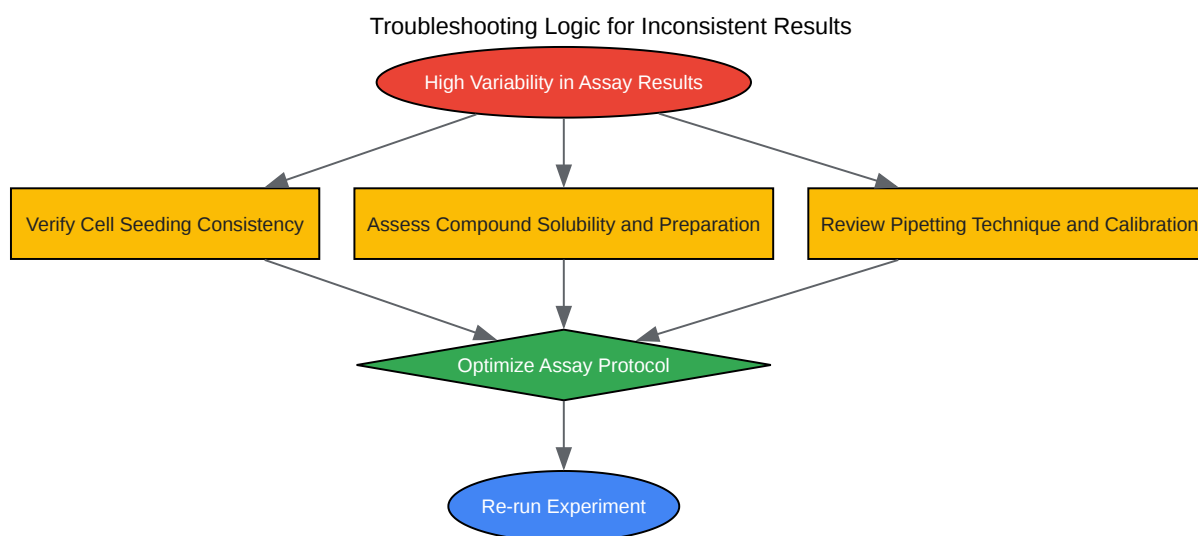 Troubleshooting Logic for Inconsistent Results
High Variability in Assay Results
Verify Cell Seeding Consistency
Assess Compound Solubility and Preparation
Review Pipetting Technique and Calibration
Optimize Assay Protocol
Re-run Experiment